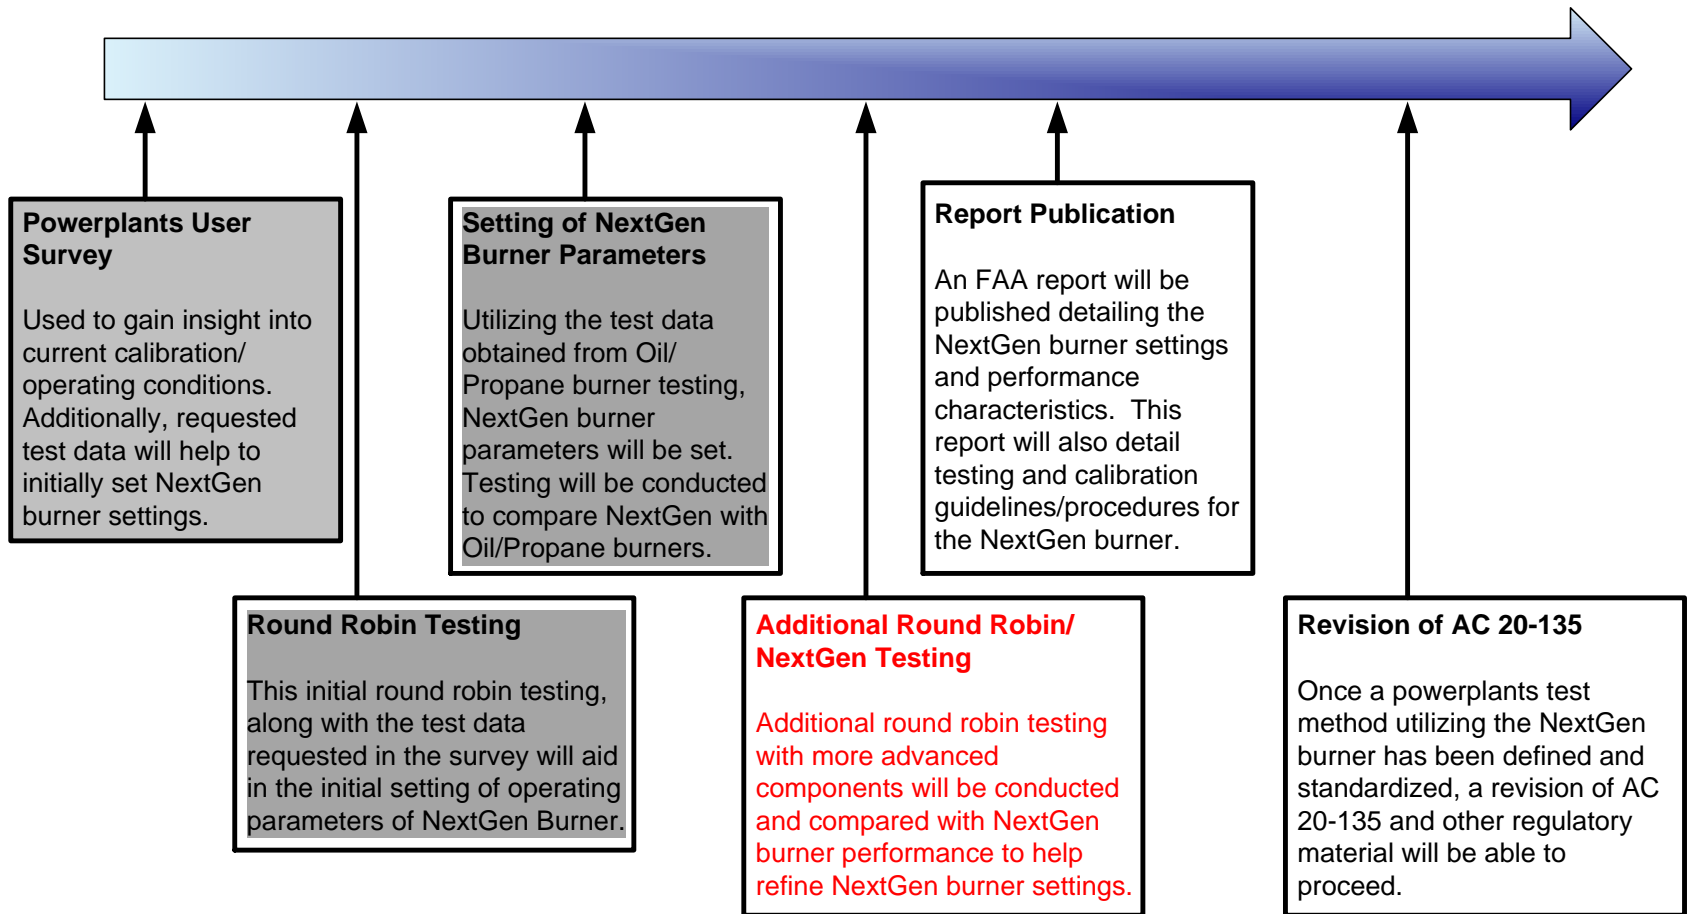 Powerplants User
Survey
Used to gain insight into
current calibration/
operating conditions.
Additionally, requested
test data will help to
initially set NextGen
burner settings.
Round Robin Testing
This initial round robin testing,
along with the test data
requested in the survey will aid
in the initial setting of operating
parameters of NextGen Burner.
Setting of NextGen
Burner Parameters
Utilizing the test data
obtained from Oil/
Propane burner testing,
NextGen burner
parameters will be set.
Testing will be conducted
to compare NextGen with
Oil/Propane burners.
Additional Round Robin/
NextGen Testing
Additional round robin testing
with more advanced
components will be conducted
and compared with NextGen
burner performance to help
refine NextGen burner settings.
Report Publication
An FAA report will be
published detailing the
NextGen burner settings
and performance
characteristics.  This
report will also detail
testing and calibration
guidelines/procedures for
the NextGen burner.
Revision of AC 20-135
Once a powerplants test
method utilizing the NextGen
burner has been defined and
standardized, a revision of AC
20-135 and other regulatory
material will be able to
proceed.